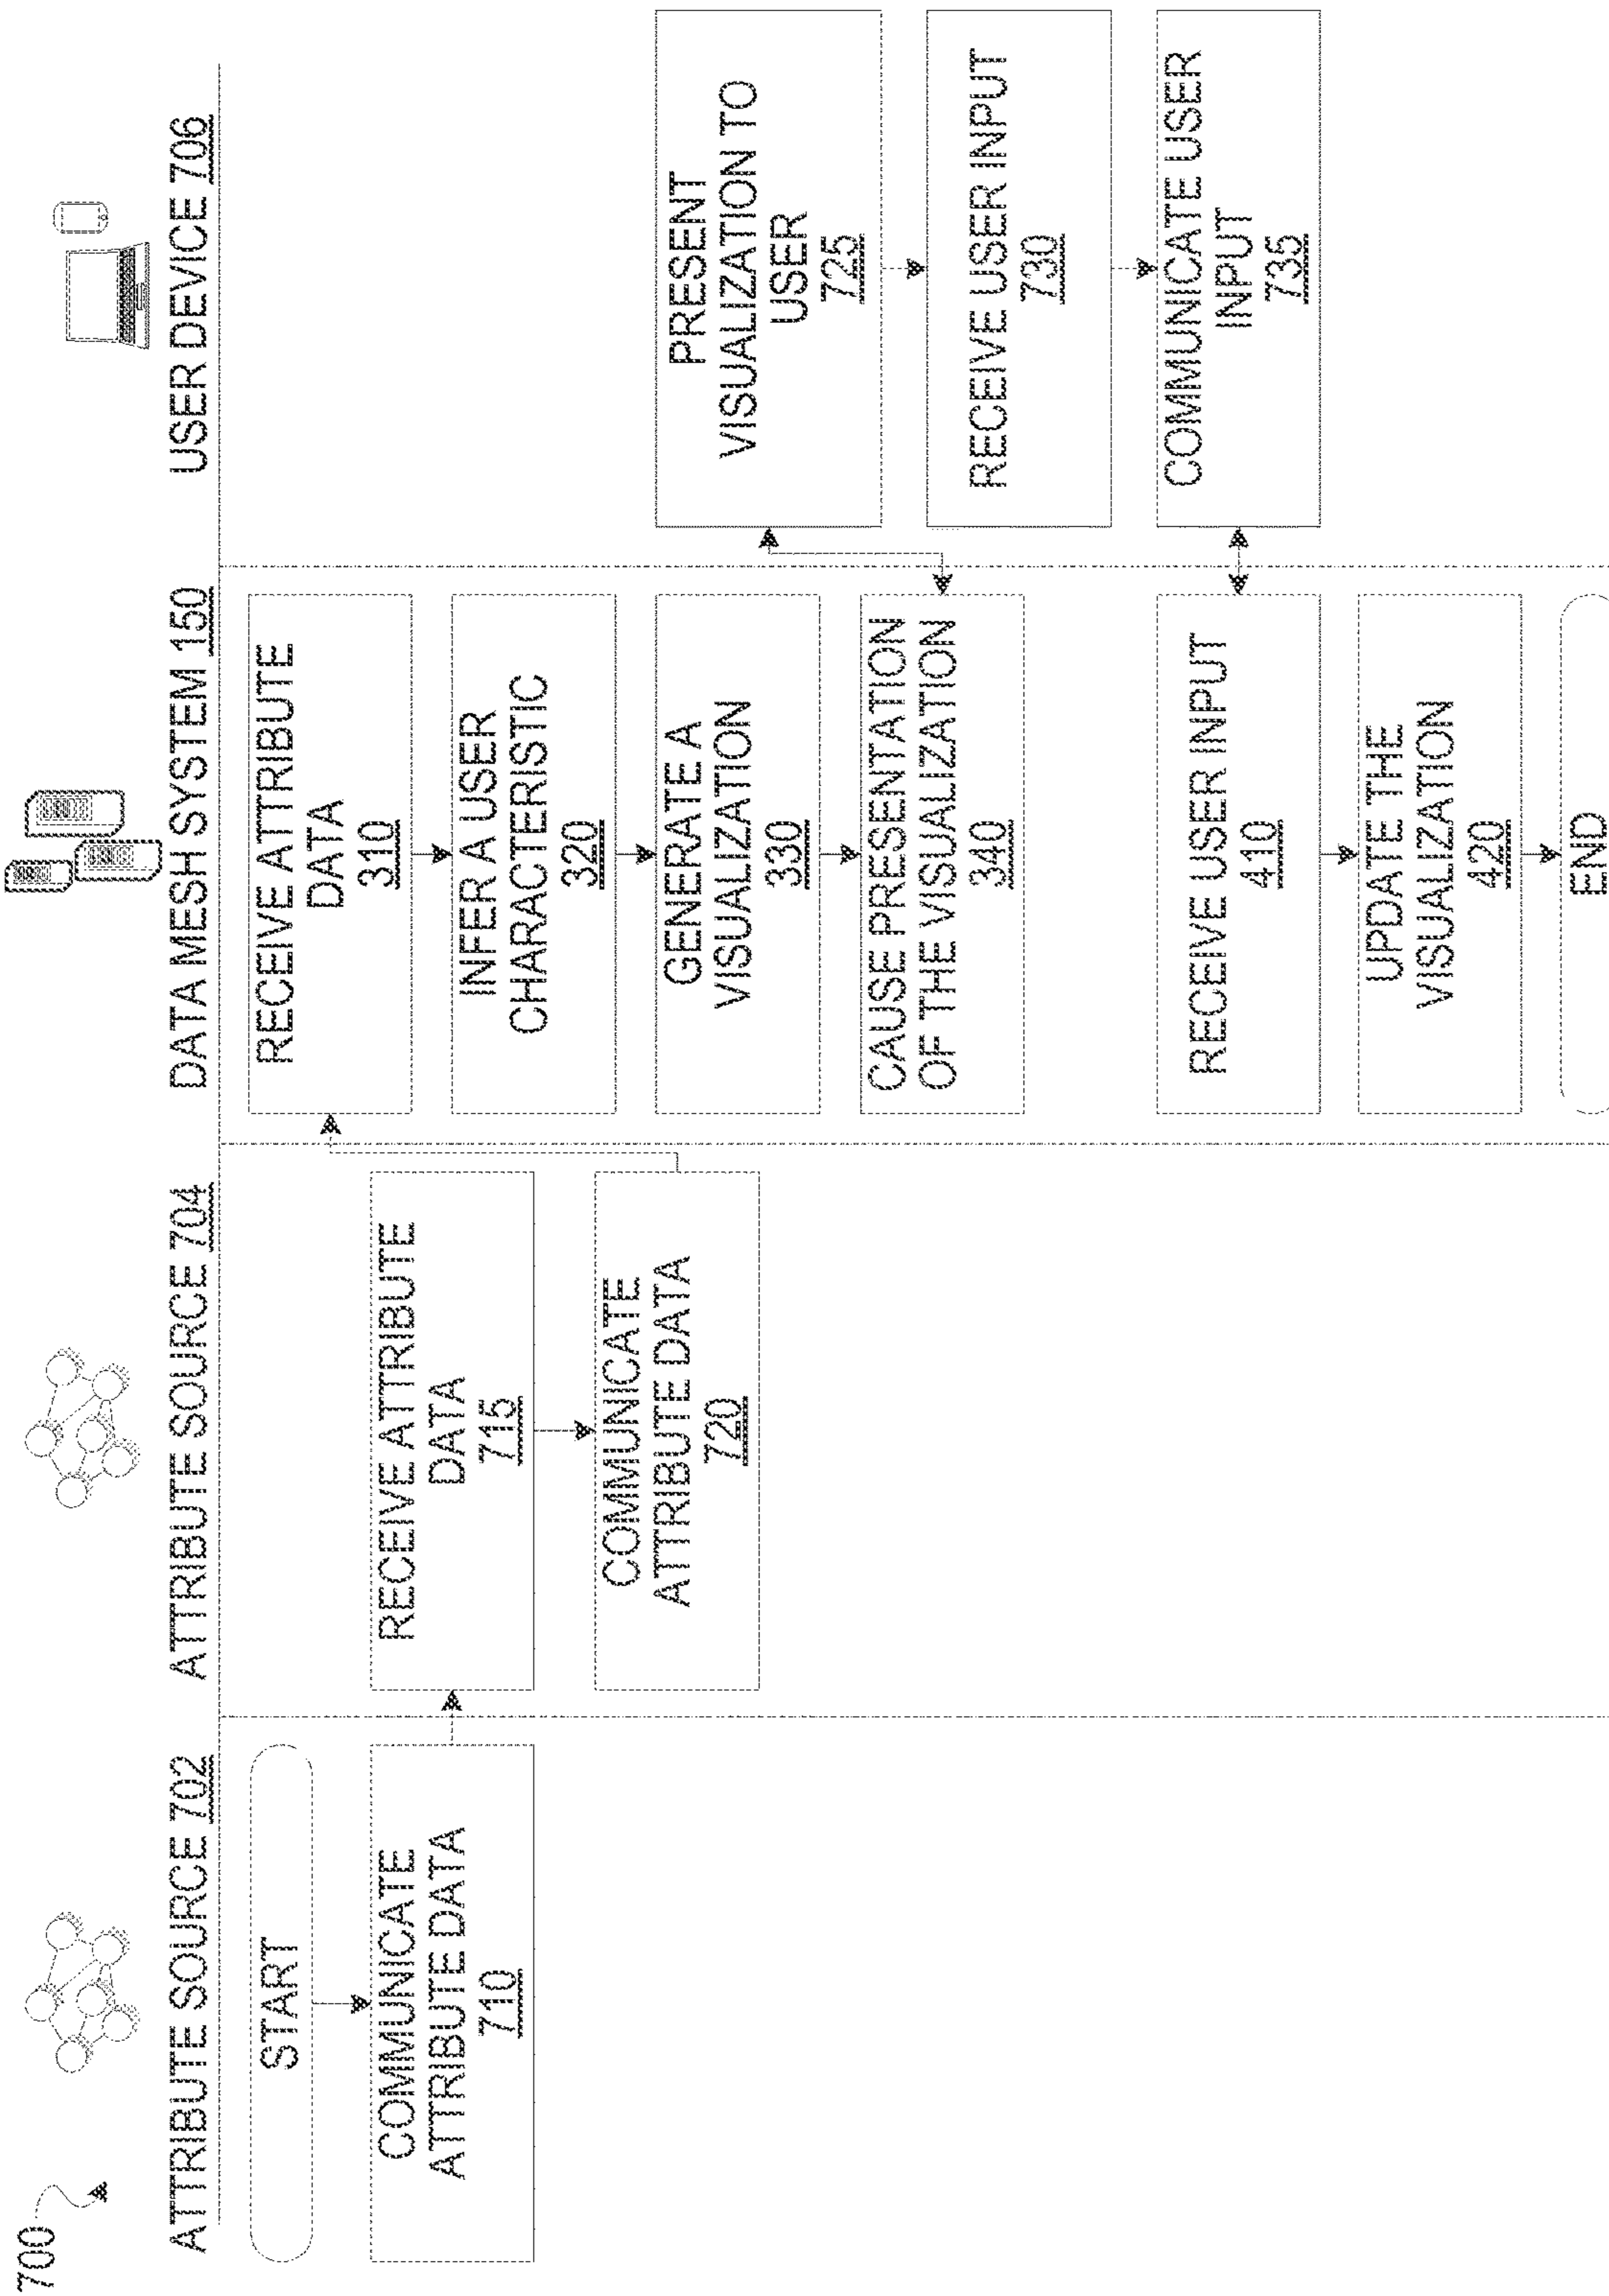 700
ATTRIBUTE SOURCE 702
START
COMMUNICATE
ATTRIBUTE DATA
710
ATTRIBUTE SOURCE 704
RECEIVE ATTRIBUTE
DATA
715
COMMUNICATE
ATTRIBUTE DATA
720
DATA MESH SYSTEM 150
RECEIVE ATTRIBUTE
DATA
310
INFER A USER
CHARACTERISTIC
320
GENERATE A
VISUALIZATION
330
CAUSE PRESENTATION
OF THE VISUALIZATION
340
RECEIVE USER INPUT
410
UPDATE THE
VISUALIZATION
420
END
USER DEVICE 706
PRESENT
VISUALIZATION TO
USER
725
RECEIVE USER INPUT
730
COMMUNICATE USER
INPUT
735